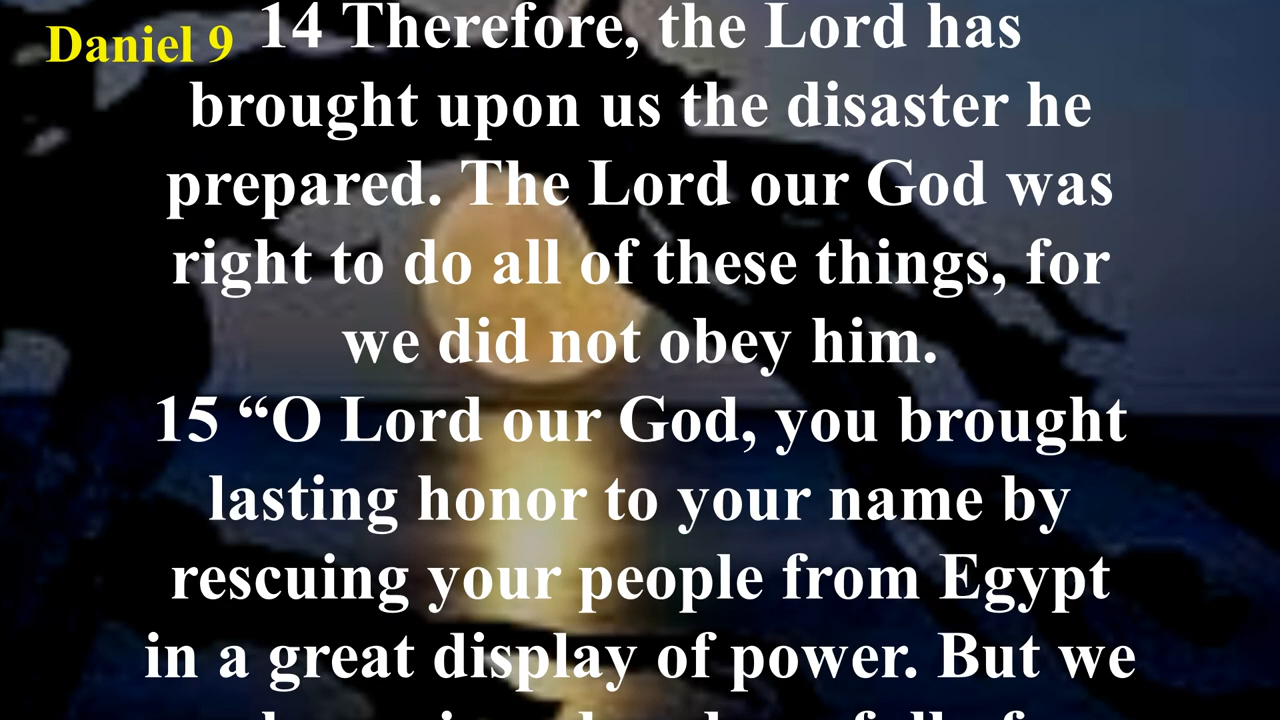 Daniel 9
14 Therefore, the Lord has
brought upon us the disaster he
prepared. The Lord our God was
right to do all of these things, for
we did not obey him.
15 “O Lord our God, you brought
lasting honor to your name by
rescuing your people from Egypt
in a great display of power. But we